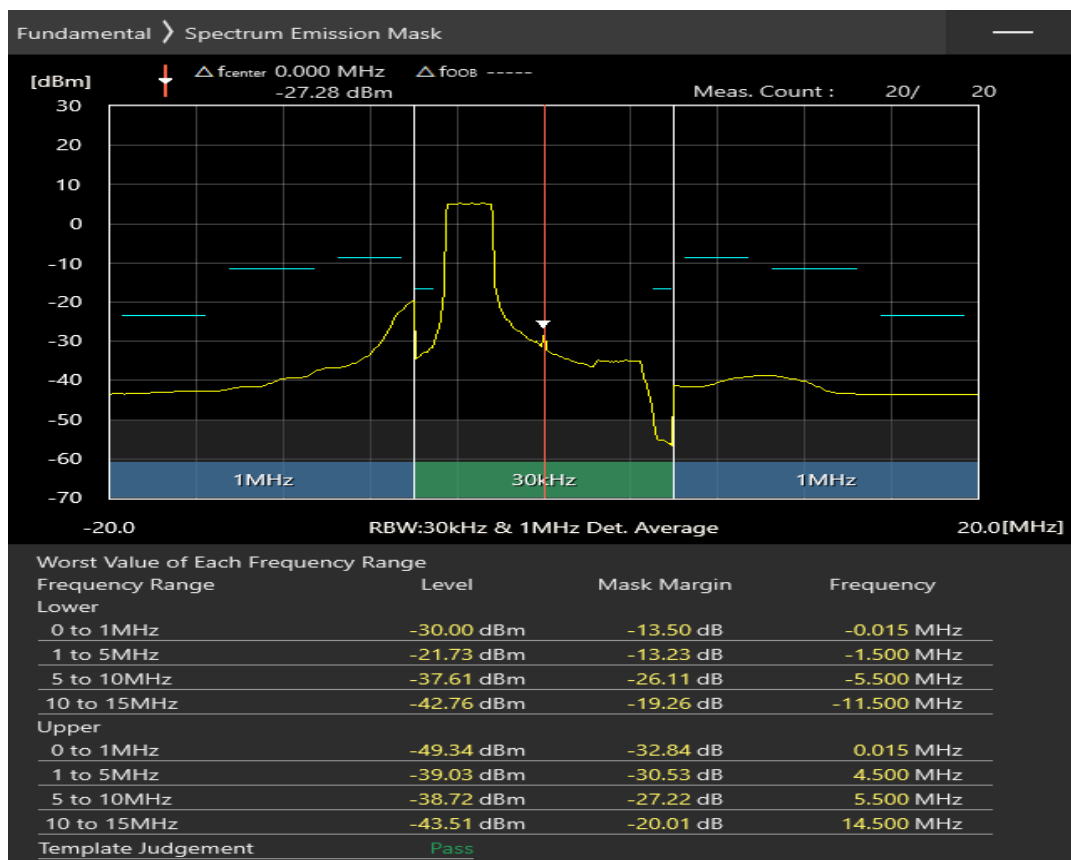 Fundamental ❯ Spectrum Emission Mask
[dBm] △ fcenter 0.000 MHz △ fOOB -----
-27.28 dBm Meas. Count : 20/ 20
30
20
10
0
-10
-20
-30
-40
-50
-60
1MHz 30kHz 1MHz
-70
-20.0 RBW:30kHz & 1MHz Det. Average 20.0[MHz]
Worst Value of Each Frequency Range
Frequency Range Level Mask Margin Frequency
Lower
0 to 1MHz -30.00 dBm -13.50 dB -0.015 MHz
1 to 5MHz -21.73 dBm -13.23 dB -1.500 MHz
5 to 10MHz -37.61 dBm -26.11 dB -5.500 MHz
10 to 15MHz -42.76 dBm -19.26 dB -11.500 MHz
Upper
0 to 1MHz -49.34 dBm -32.84 dB 0.015 MHz
1 to 5MHz -39.03 dBm -30.53 dB 4.500 MHz
5 to 10MHz -38.72 dBm -27.22 dB 5.500 MHz
10 to 15MHz -43.51 dBm -20.01 dB 14.500 MHz
Template Judgement Pass